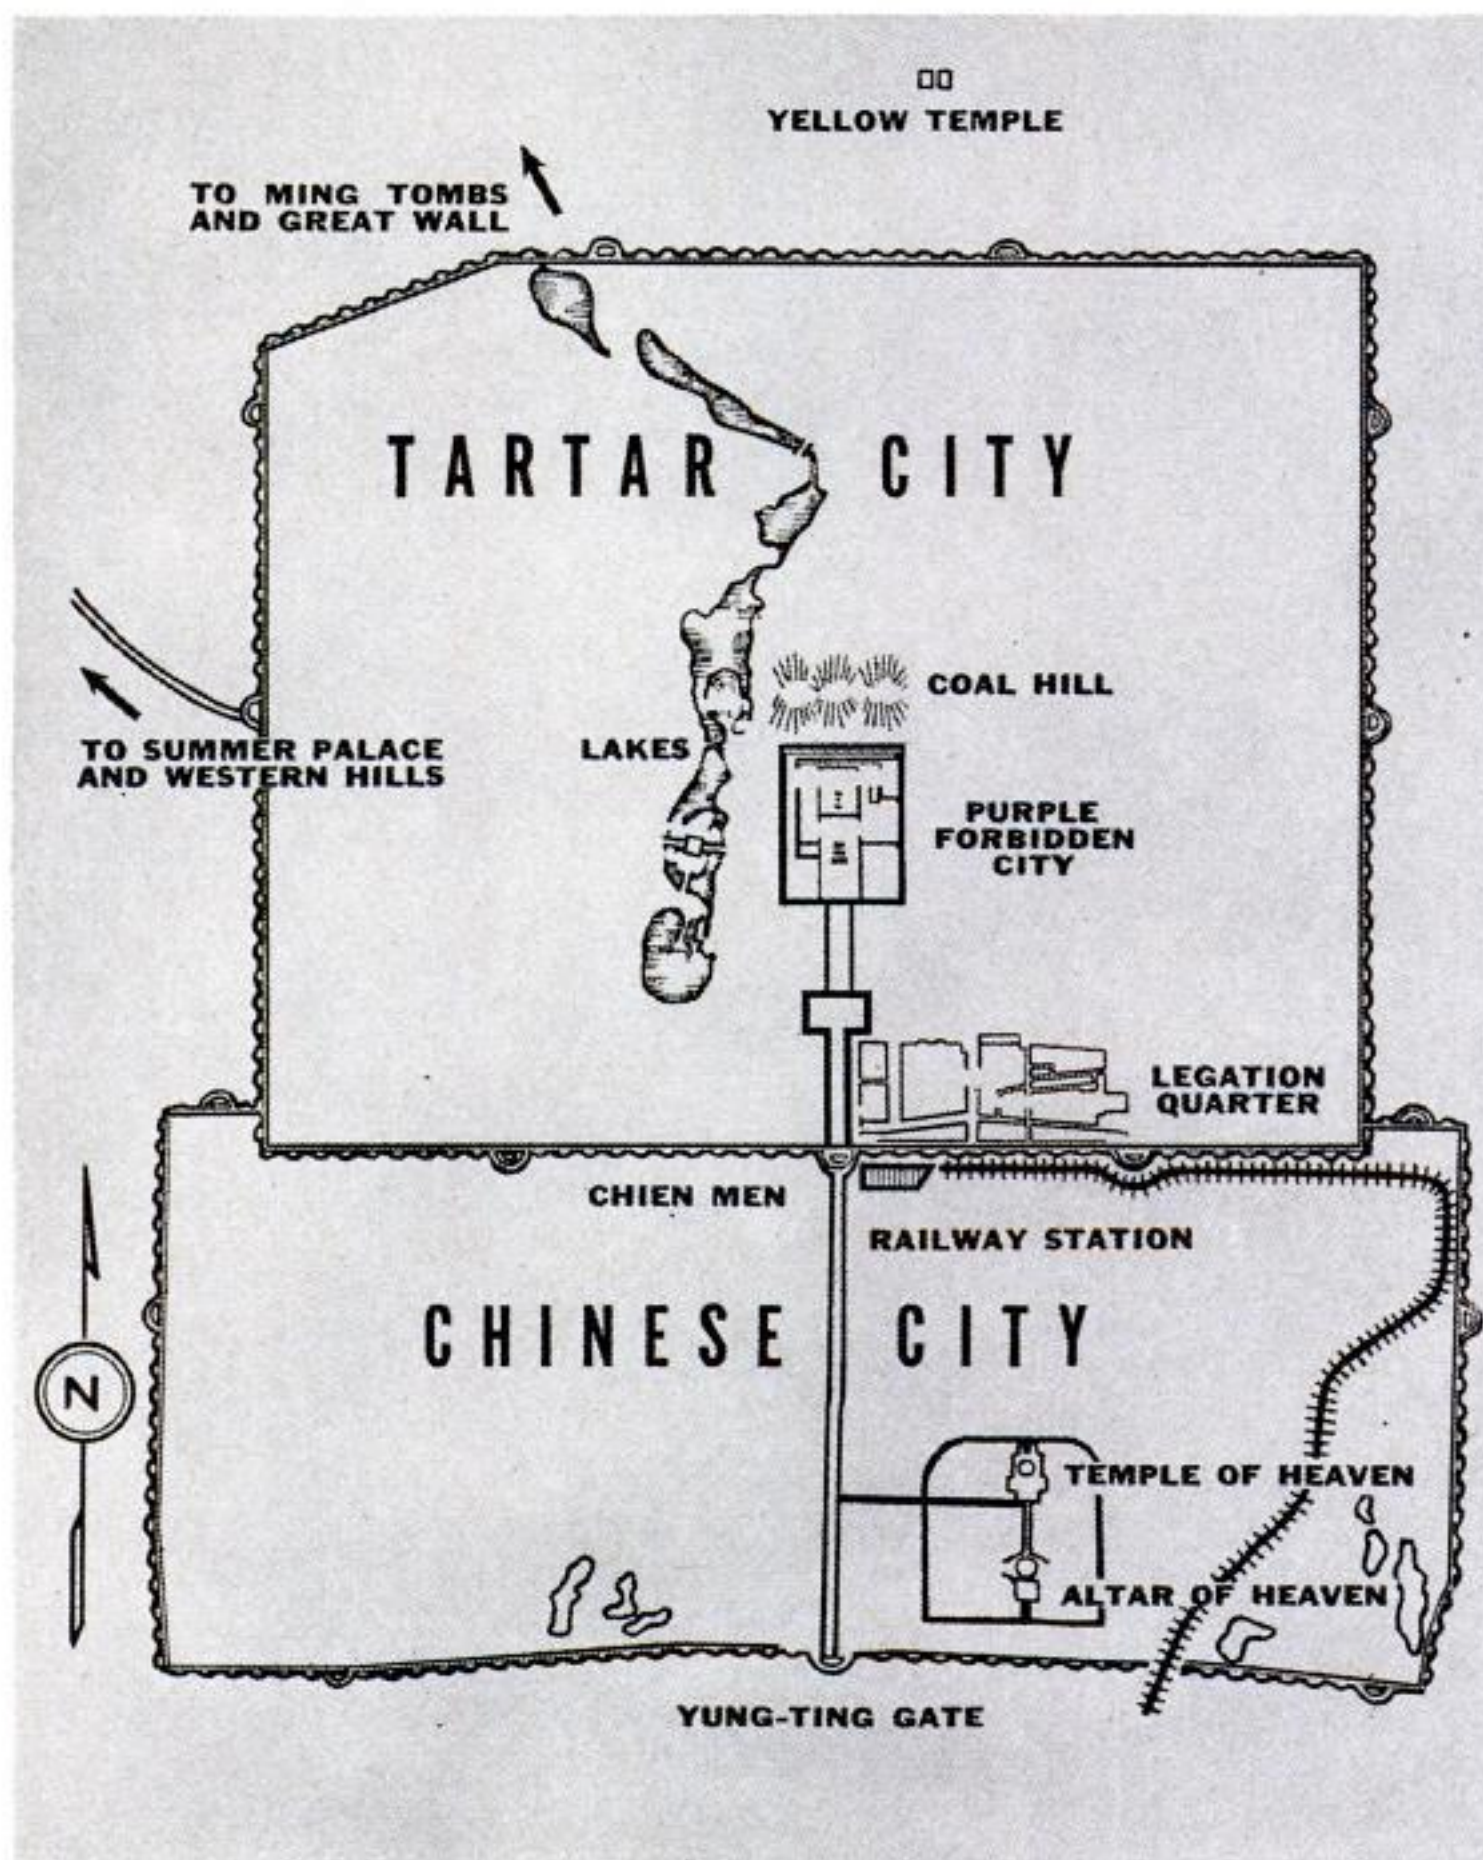 YELLOW TEMPLE
TO MING TOMBS
AND GREAT WALL
TARTAR CITY
COAL HILL
TO SUMMER PALACE
AND WESTERN HILLS
LAKES
PURPLE
FORBIDDEN
CITY
LEGATION
QUARTER
CHIEN MEN
RAILWAY STATION
CHINESE CITY
N
TEMPLE OF HEAVEN
ALTAR OF HEAVEN
YUNG-TING GATE